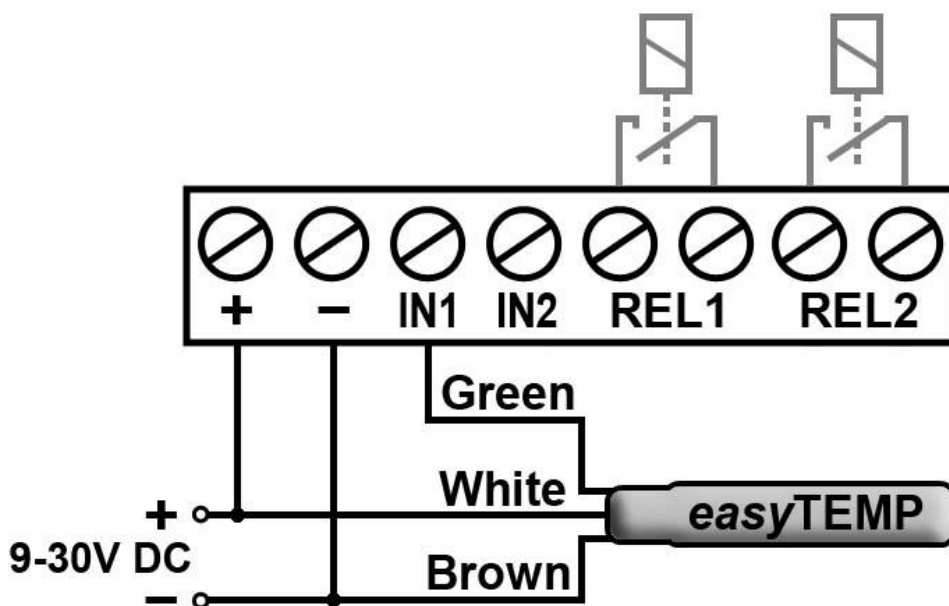 + − IN1 IN2 REL1 REL2
Green
White
easyTEMP
+
9-30V DC
Brown
−